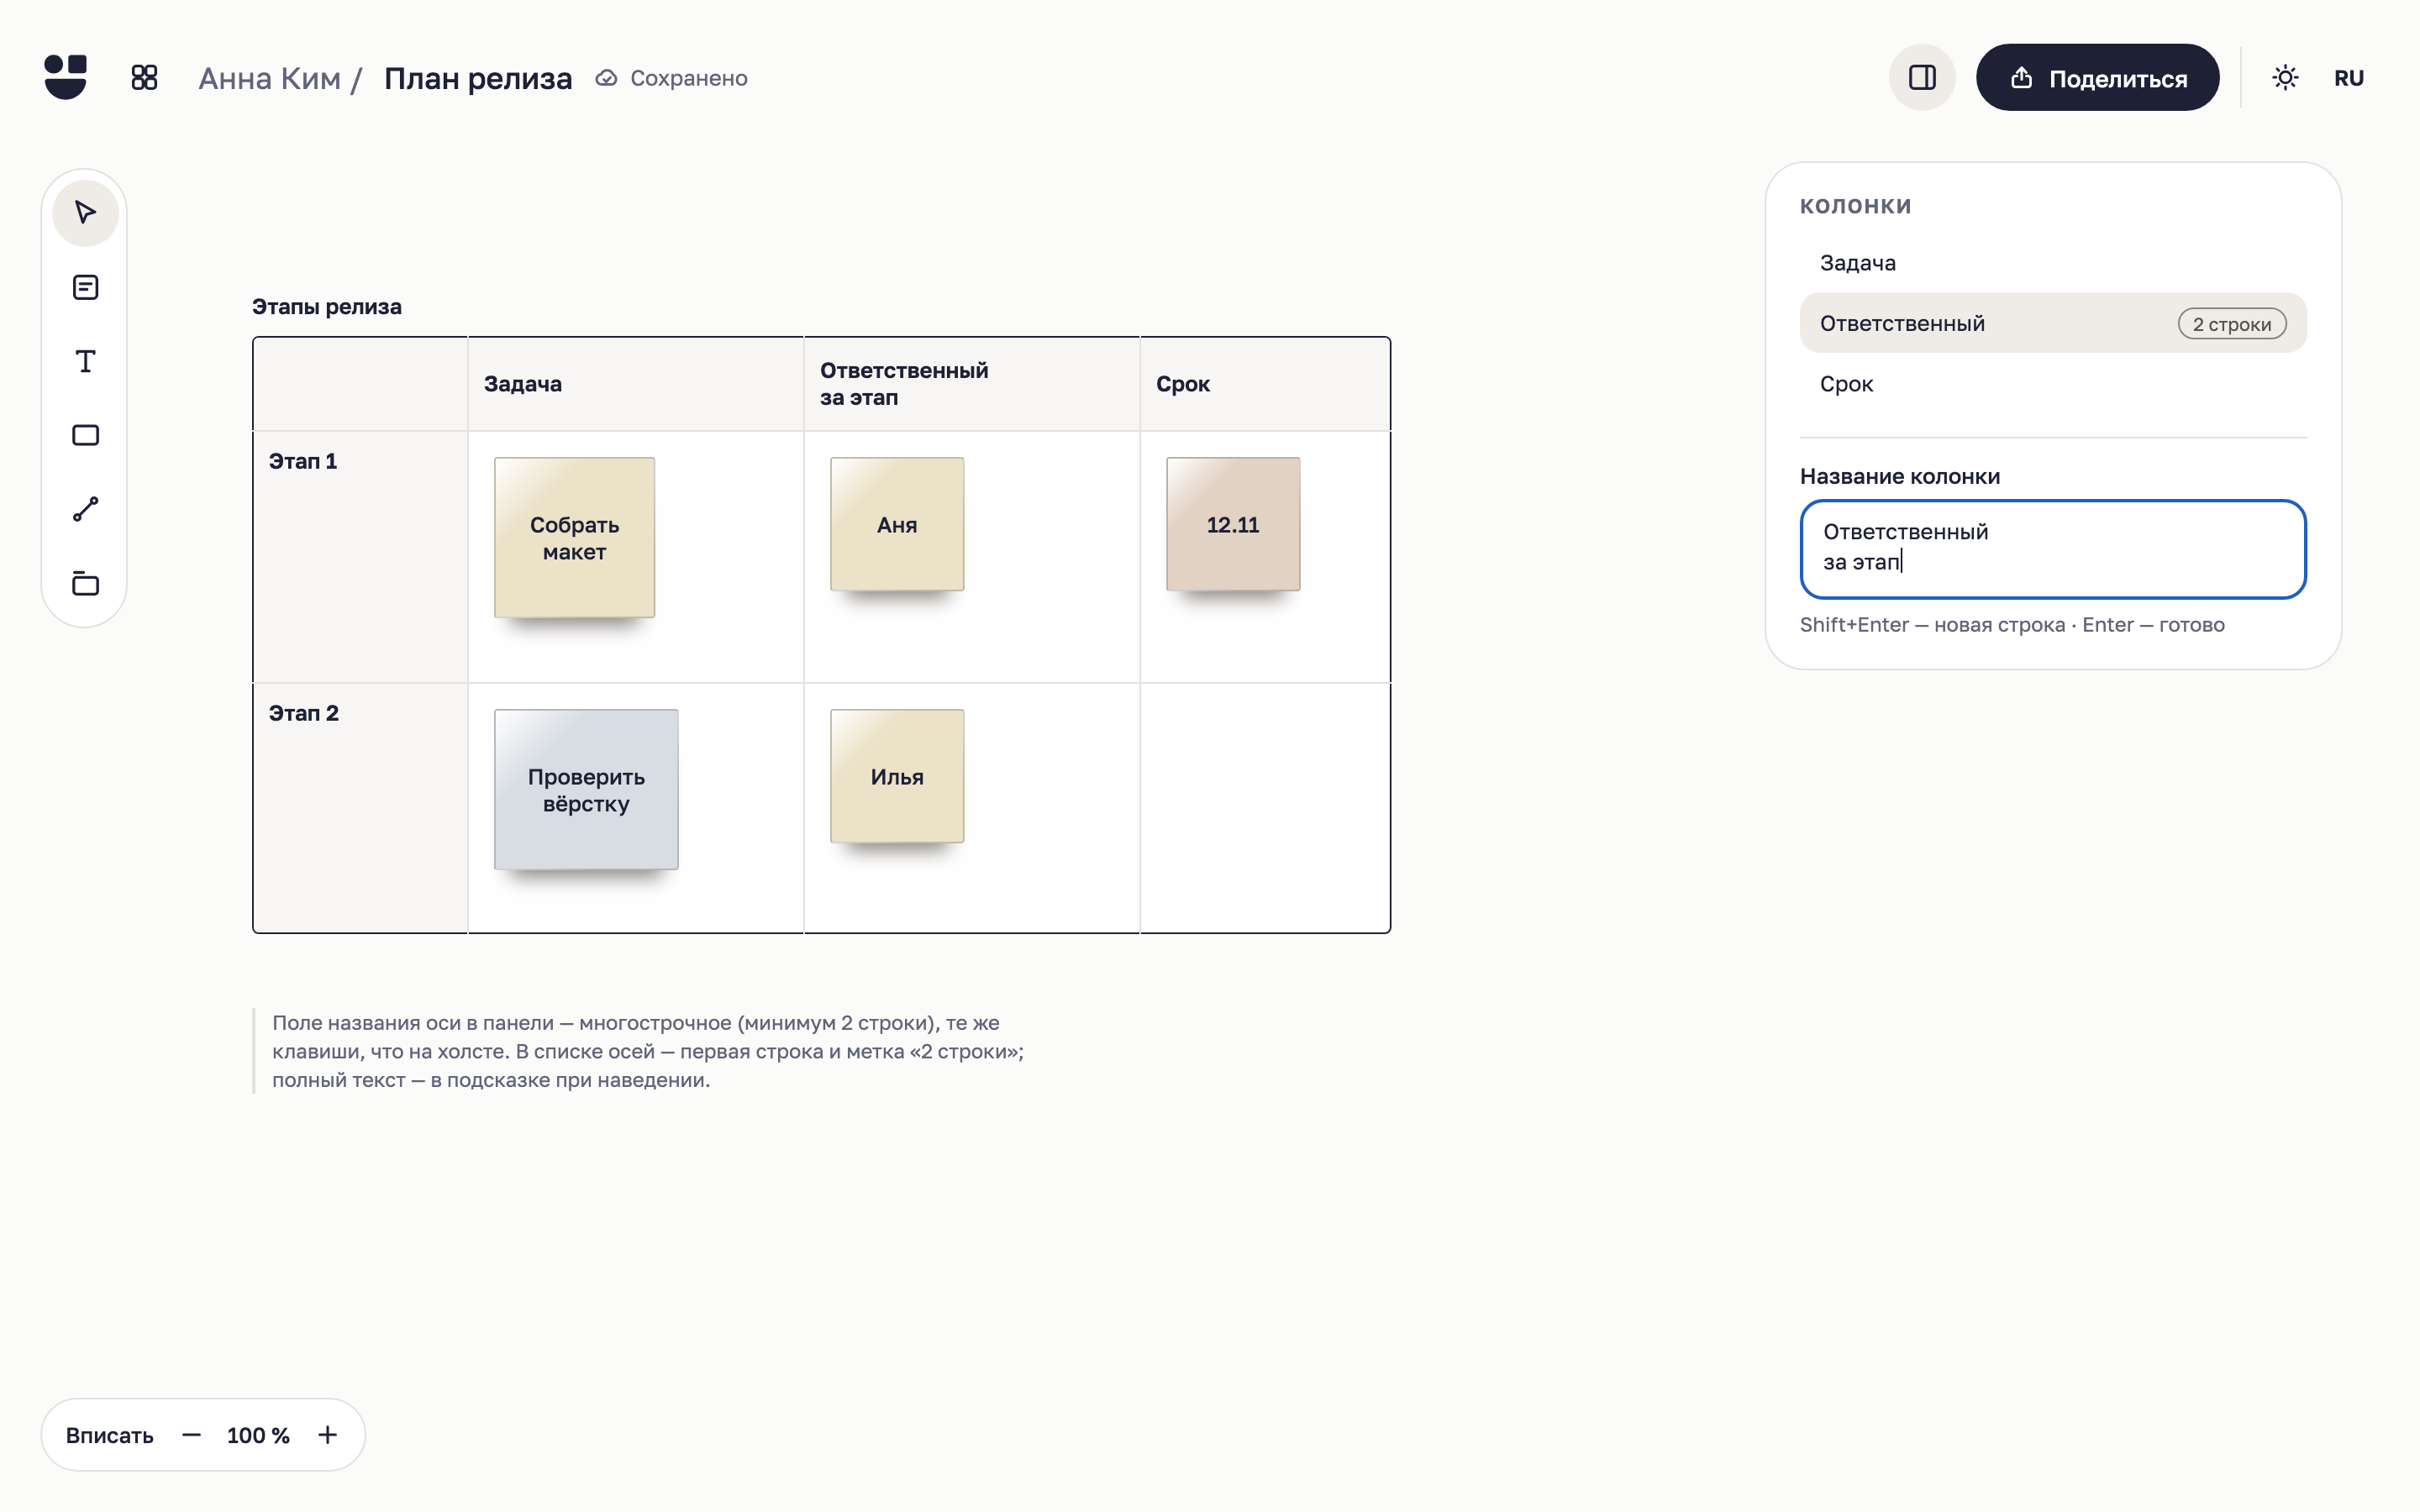 Анна Ким / План релиза Сохранено
Поделиться
RU
Этапы релиза
Задача
Ответственный
за этап
Срок
Этап 1
Собрать
макет
Аня
12.11
Этап 2
Проверить
вёрстку
Илья
Поле названия оси в панели — многострочное (минимум 2 строки), те же
клавиши, что на холсте. В списке осей — первая строка и метка «2 строки»;
полный текст — в подсказке при наведении.
КОЛОНКИ
Задача
Ответственный 2 строки
Срок
Название колонки
Ответственный
за этап
Shift+Enter — новая строка · Enter — готово
Вписать — 100 % +